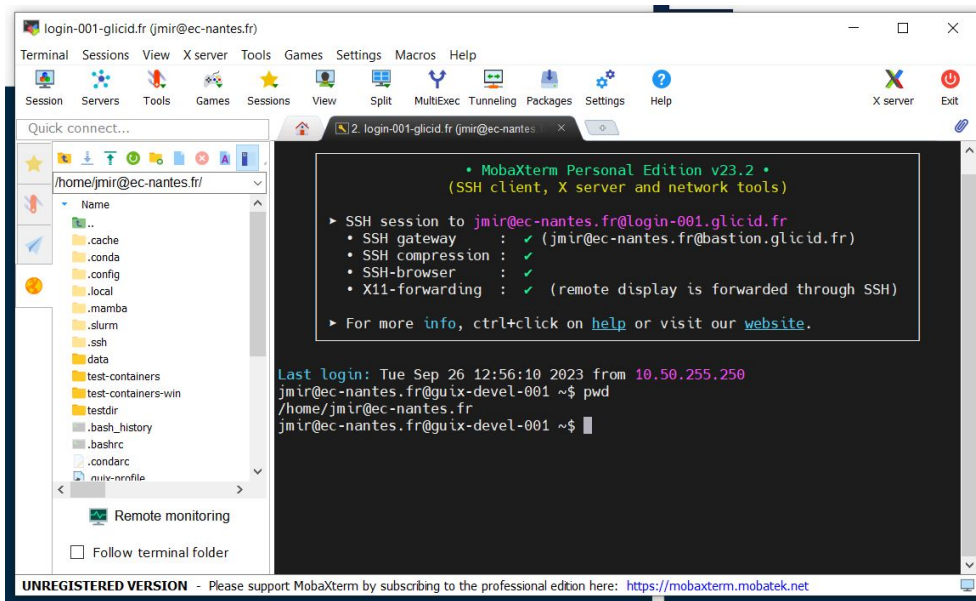 login-001-glicid.fr (jmir@ec-nantes.fr)
Terminal Sessions View X server Tools Games Settings Macros Help
Session Servers Tools Games Sessions View Split MultiExec Tunneling Packages Settings Help X server Exit
Quick connect...
2. login-001-glicid.fr (jmir@ec-nantes.
/home/jmir@ec-nantes.fr/
Name
..
.cache
.conda
.config
.local
.mamba
.slurm
.ssh
data
test-containers
test-containers-win
testdir
.bash_history
.bashrc
.condarc
.guix-profile
Remote monitoring
Follow terminal folder
• MobaXterm Personal Edition v23.2 •
(SSH client, X server and network tools)
➤ SSH session to jmir@ec-nantes.fr@login-001.glicid.fr
• SSH gateway : ✔ (jmir@ec-nantes.fr@bastion.glicid.fr)
• SSH compression : ✔
• SSH-browser : ✔
• X11-forwarding : ✔ (remote display is forwarded through SSH)
➤ For more info, ctrl+click on help or visit our website.
Last login: Tue Sep 26 12:56:10 2023 from 10.50.255.250
jmir@ec-nantes.fr@guix-devel-001 ~$ pwd
/home/jmir@ec-nantes.fr
jmir@ec-nantes.fr@guix-devel-001 ~$
UNREGISTERED VERSION - Please support MobaXterm by subscribing to the professional edition here: https://mobaxterm.mobatek.net